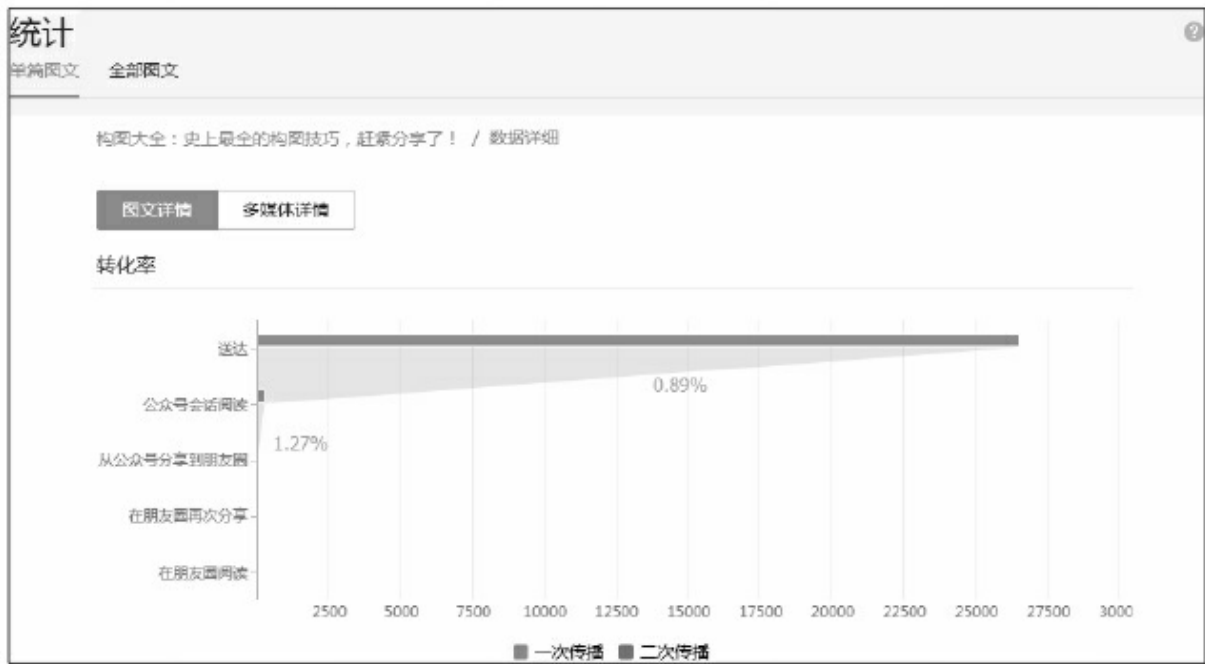 统计
单篇图文 全部图文
构图大全：史上最全的构图技巧，赶紧分享了！ / 数据详细
图文详情 多媒体详情
转化率
送达
0.89%
公众号会话阅读
1.27%
从公众号分享到朋友圈
在朋友圈再次分享
在朋友圈阅读
2500 5000 7500 10000 12500 15000 17500 20000 22500 25000 27500 3000
一次传播 二次传播